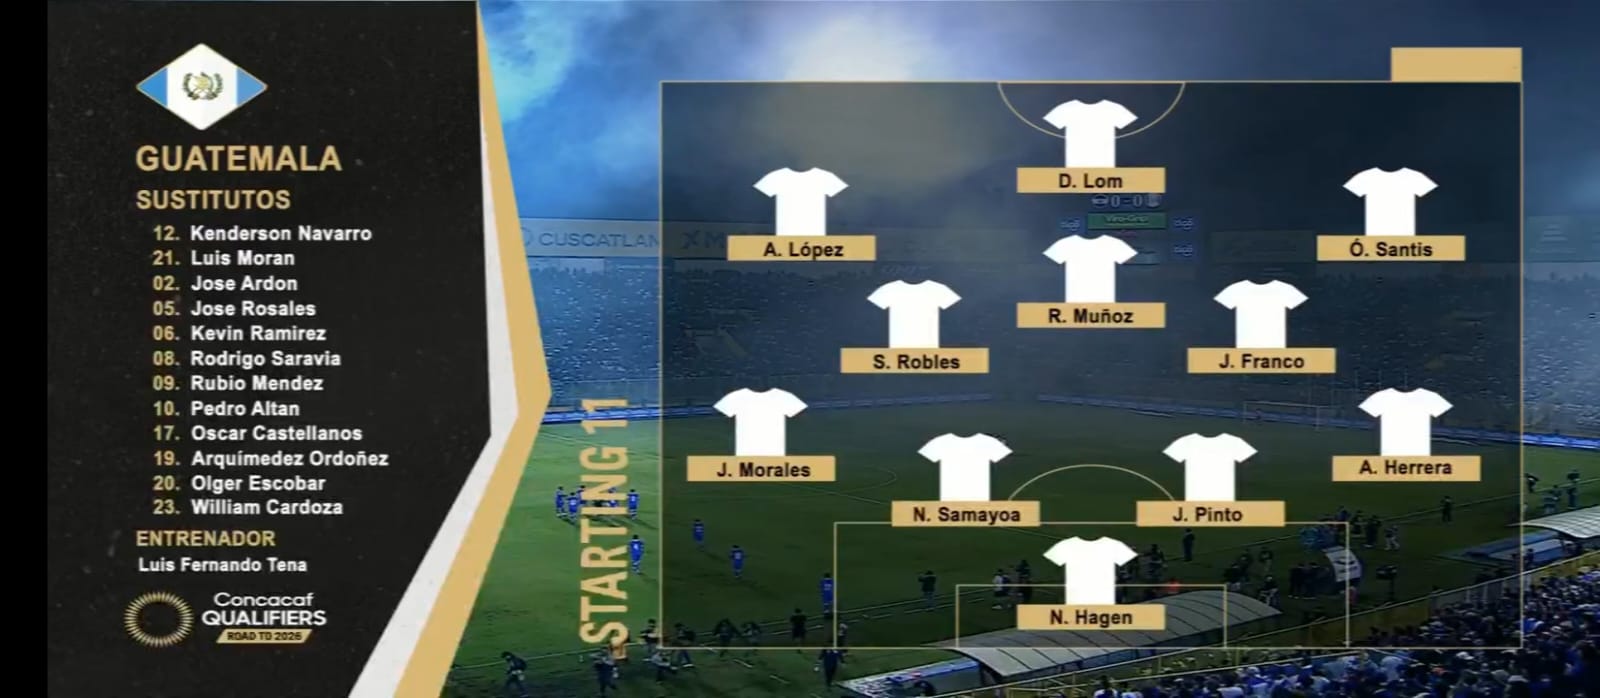 GUATEMALA
SUSTITUTOS
12. Kenderson Navarro
21. Luis Moran
02. Jose Ardon
05. Jose Rosales
06. Kevin Ramirez
08. Rodrigo Saravia
09. Rubio Mendez
10. Pedro Altan
17. Oscar Castellanos
19. Arquímedez Ordoñez
20. Olger Escobar
23. William Cardoza
ENTRENADOR
Luis Fernando Tena
Concacaf
QUALIFIERS
ROAD TO 2026
STARTING 11
D. Lom
A. López
Ó. Santis
R. Muñoz
S. Robles
J. Franco
J. Morales
A. Herrera
N. Samayoa
J. Pinto
N. Hagen
CUSCATLAN
0-0